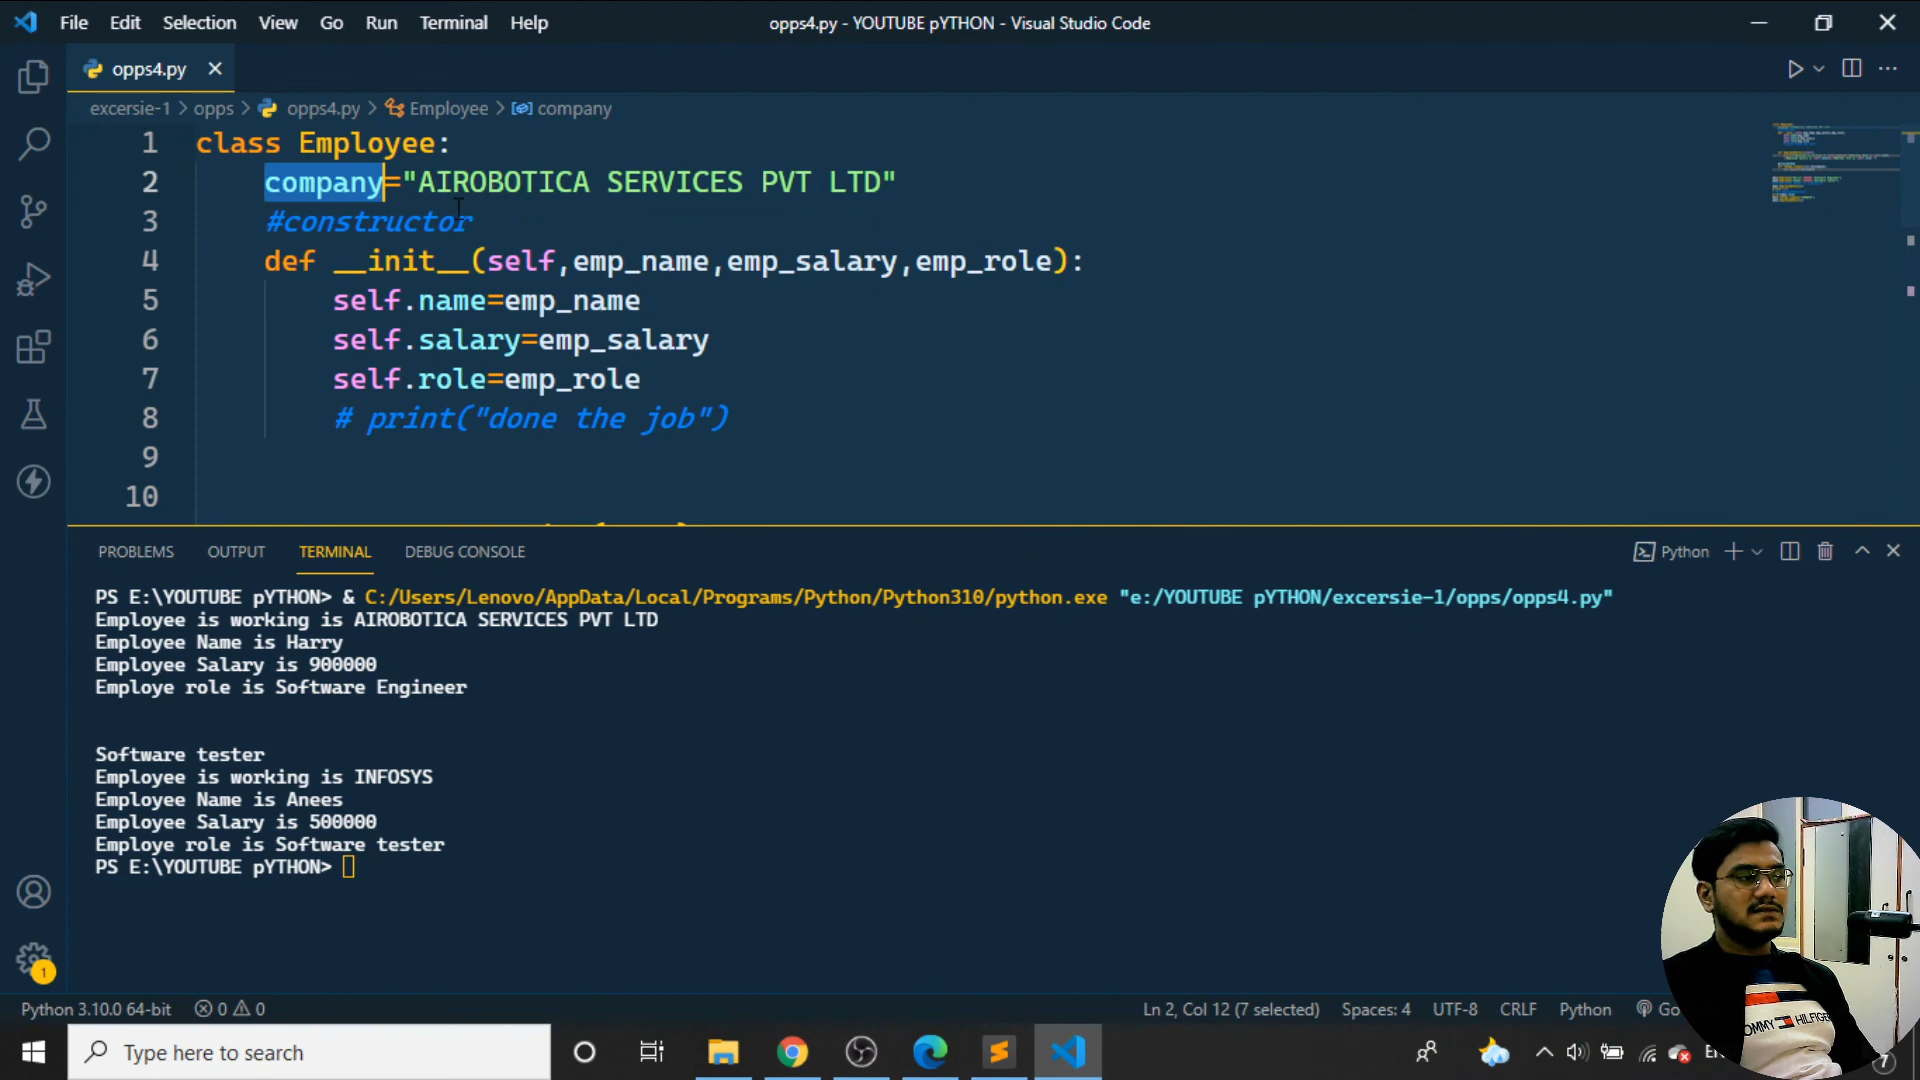 File Edit Selection View Go Run Terminal Help
opps4.py - YOUTUBE pYTHON - Visual Studio Code
opps4.py
excersie-1 > opps > opps4.py > Employee > company
1 class Employee:
2 company="AIROBOTICA SERVICES PVT LTD"
3 #constructor
4 def __init__(self,emp_name,emp_salary,emp_role):
5 self.name=emp_name
6 self.salary=emp_salary
7 self.role=emp_role
8 # print("done the job")
9
10
PROBLEMS OUTPUT TERMINAL DEBUG CONSOLE
Python
PS E:\YOUTUBE pYTHON> & C:/Users/Lenovo/AppData/Local/Programs/Python/Python310/python.exe "e:/YOUTUBE pYTHON/excersie-1/opps/opps4.py"
Employee is working is AIROBOTICA SERVICES PVT LTD
Employee Name is Harry
Employee Salary is 900000
Employe role is Software Engineer
Software tester
Employee is working is INFOSYS
Employee Name is Anees
Employee Salary is 500000
Employe role is Software tester
PS E:\YOUTUBE pYTHON>
1
Python 3.10.0 64-bit 0 0
Ln 2, Col 12 (7 selected) Spaces: 4 UTF-8 CRLF Python Go
Type here to search
7
TOMMY HILFIGER